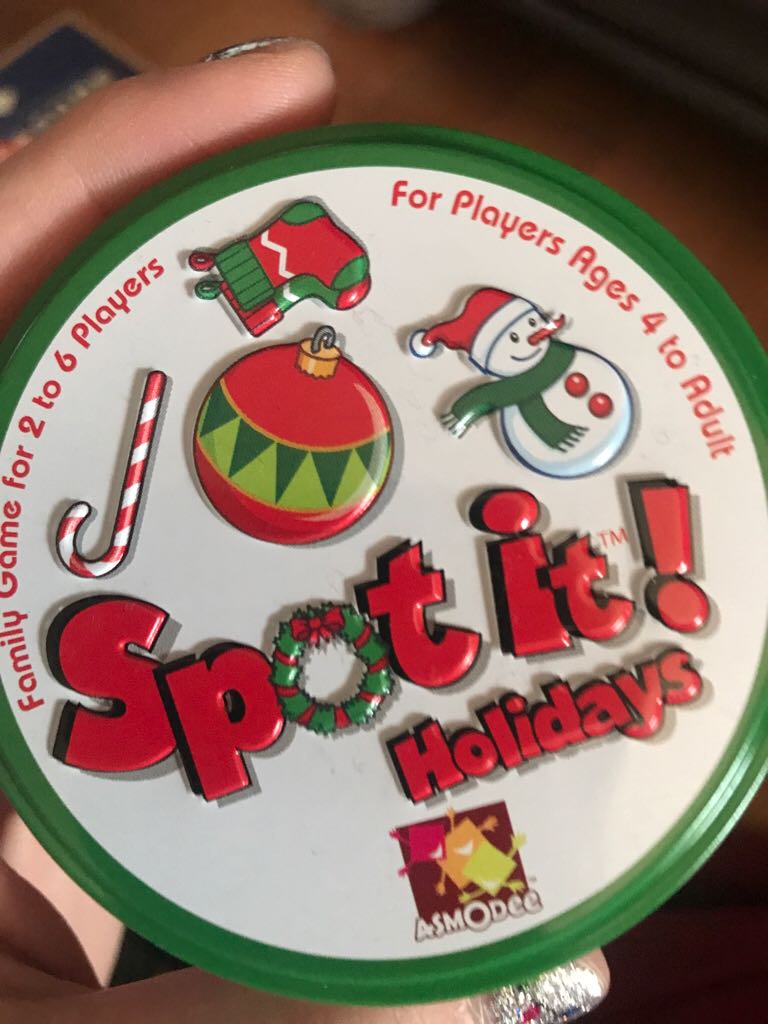 Family Game for 2 to 6 Players
For Players Ages 4 to Adult
Spot it!™
Holidays
ASMODee